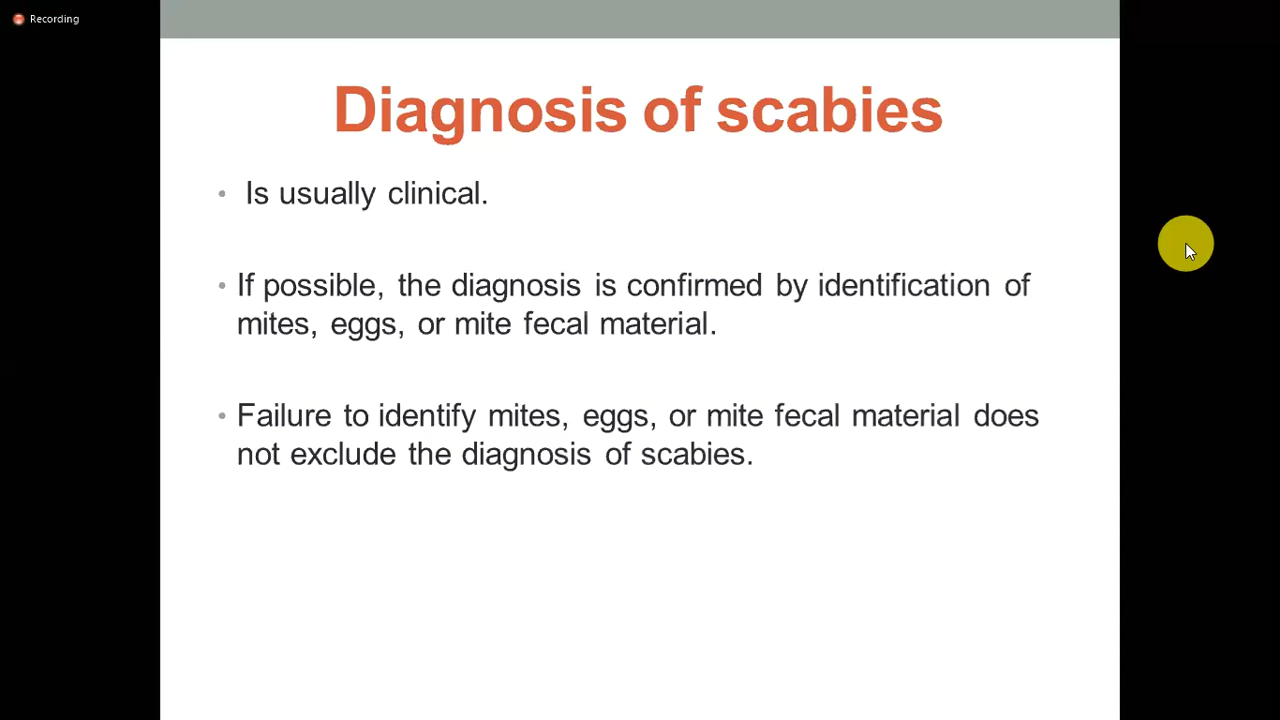 Recording
Diagnosis of scabies
• Is usually clinical.
• If possible, the diagnosis is confirmed by identification of
mites, eggs, or mite fecal material.
• Failure to identify mites, eggs, or mite fecal material does
not exclude the diagnosis of scabies.